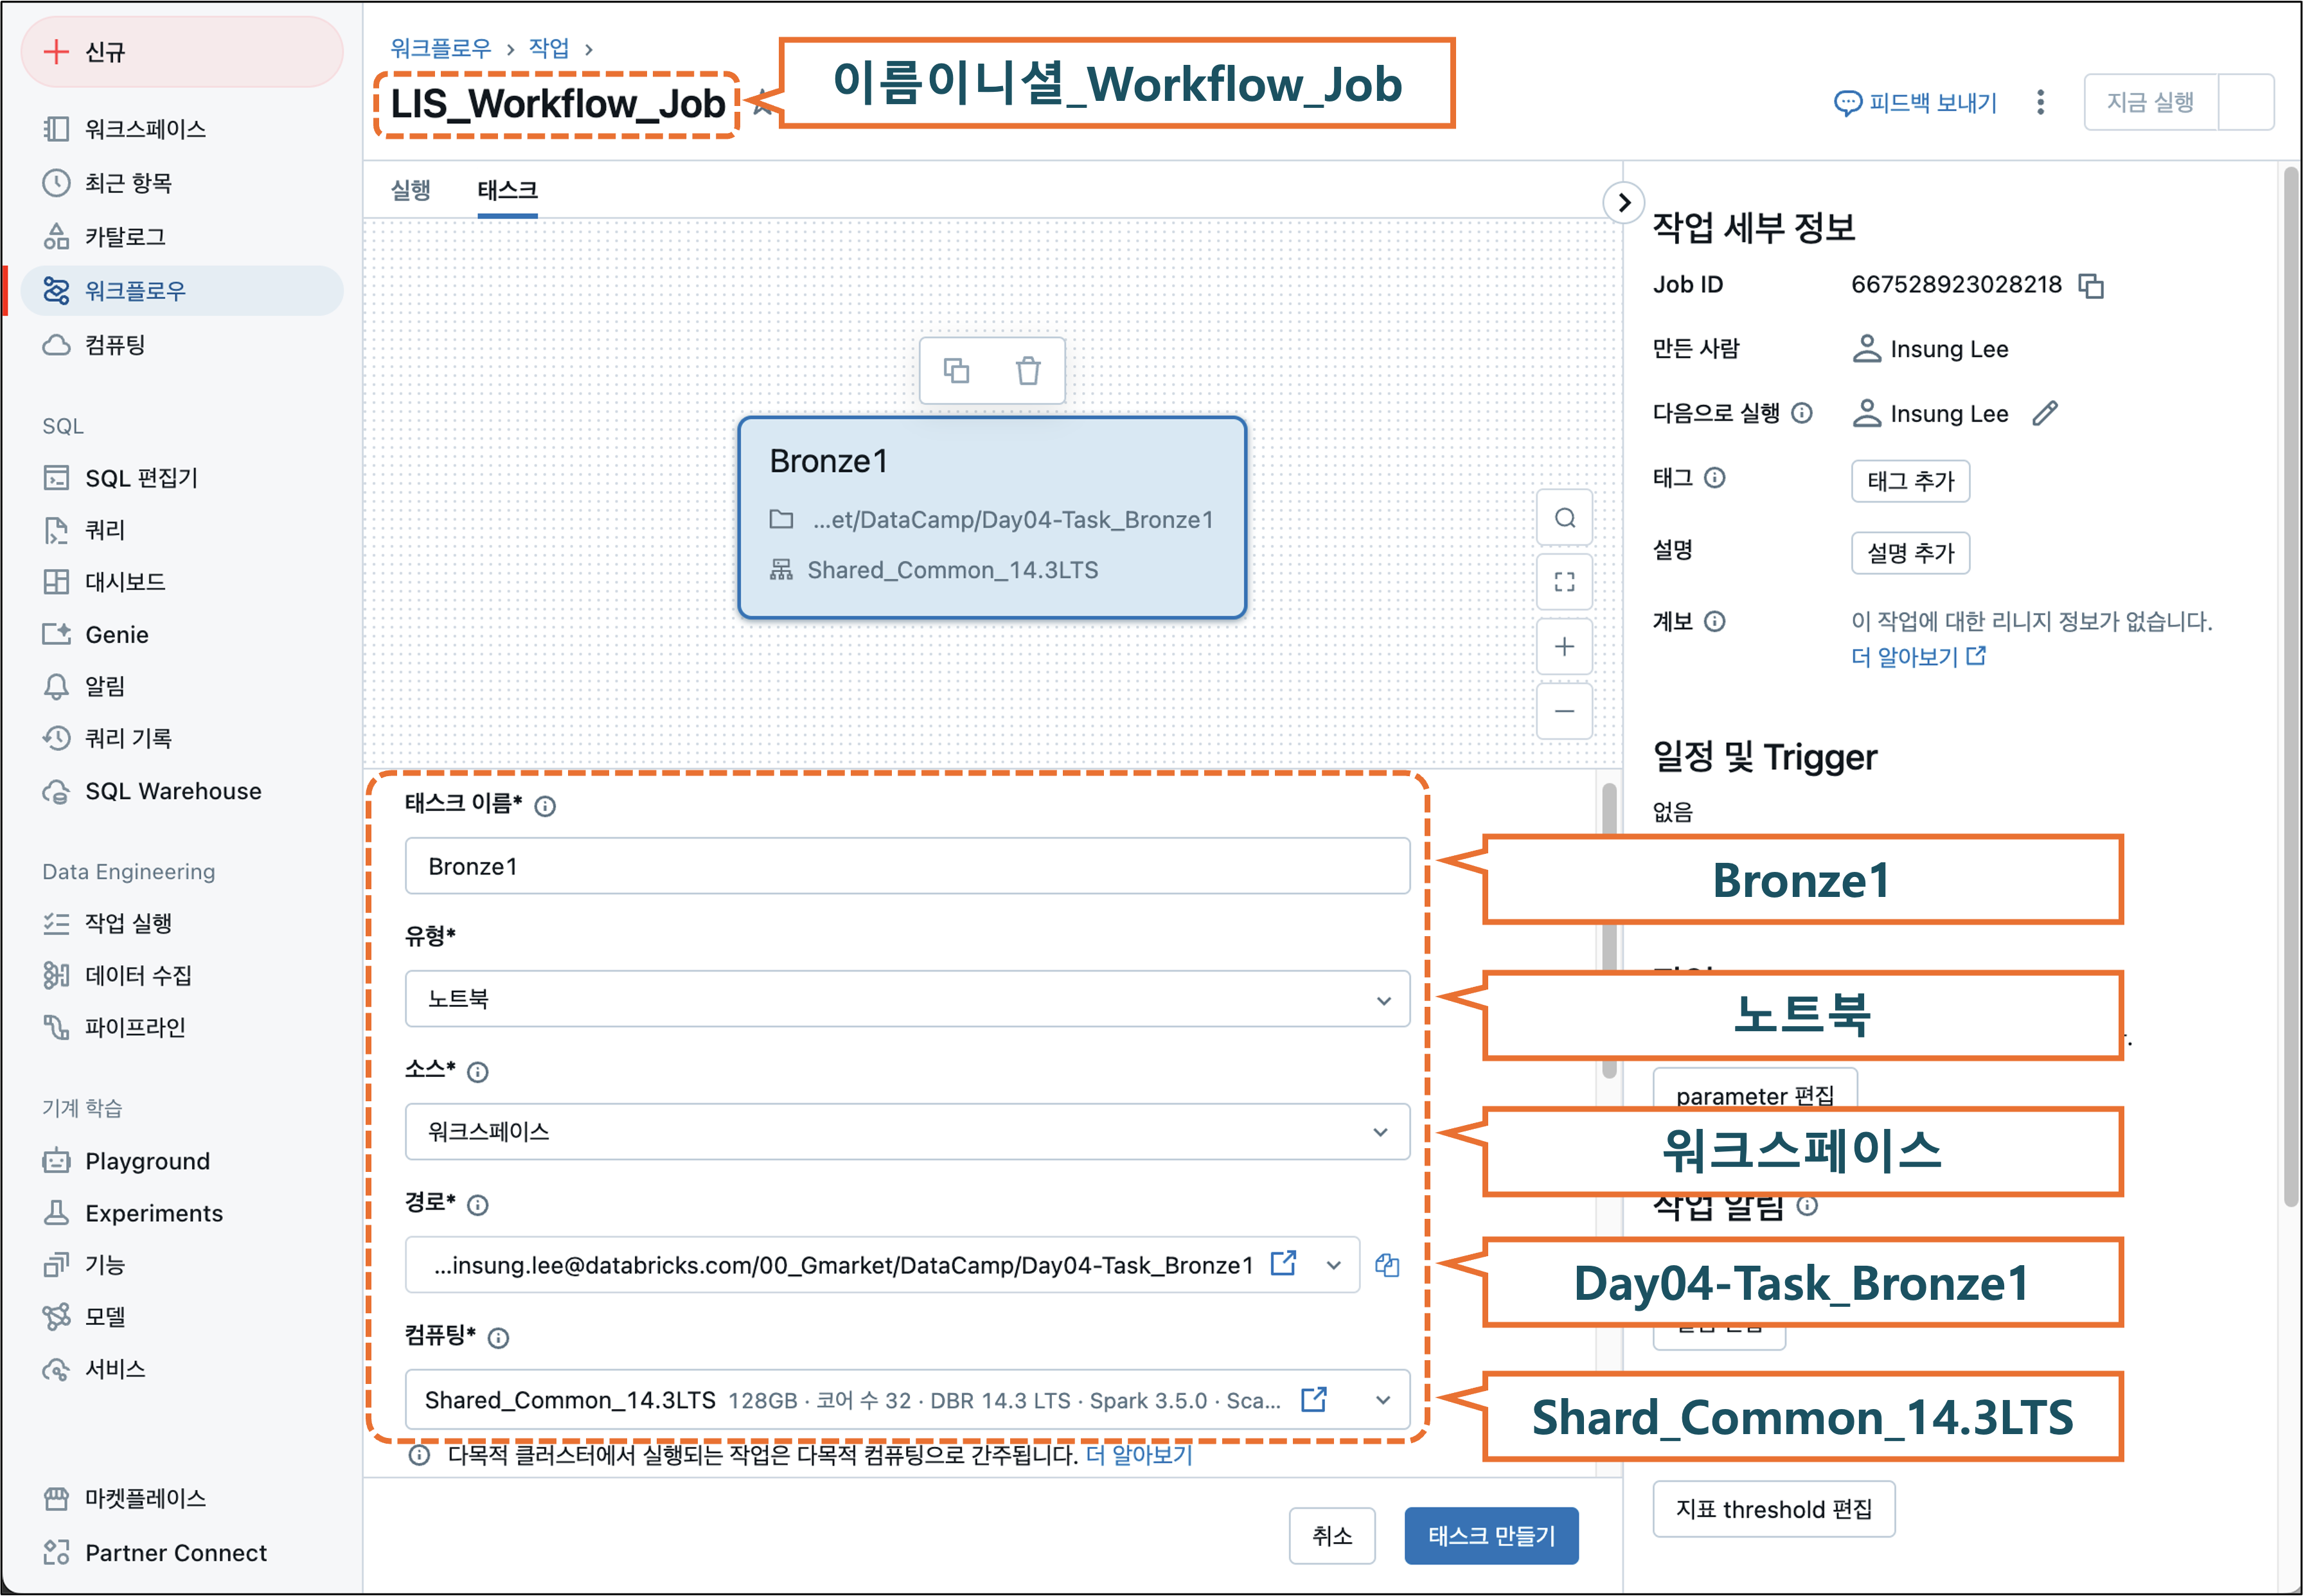 신규
워크스페이스
최근 항목
카탈로그
워크플로우
컴퓨팅
SQL
SQL 편집기
쿼리
대시보드
Genie
알림
쿼리 기록
SQL Warehouse
Data Engineering
작업 실행
데이터 수집
파이프라인
기계 학습
Playground
Experiments
기능
모델
서비스
마켓플레이스
Partner Connect
워크플로우 › 작업 ›
LIS_Workflow_Job
이름이니셜_Workflow_Job
피드백 보내기
지금 실행
실행 태스크
Bronze1
...et/DataCamp/Day04-Task_Bronze1
Shared_Common_14.3LTS
태스크 이름*
Bronze1
Bronze1
유형*
노트북
노트북
소스*
워크스페이스
워크스페이스
경로*
...insung.lee@databricks.com/00_Gmarket/DataCamp/Day04-Task_Bronze1
Day04-Task_Bronze1
컴퓨팅*
Shared_Common_14.3LTS 128GB · 코어 수 32 · DBR 14.3 LTS · Spark 3.5.0 · Sca...
Shard_Common_14.3LTS
다목적 클러스터에서 실행되는 작업은 다목적 컴퓨팅으로 간주됩니다. 더 알아보기
취소
태스크 만들기
작업 세부 정보
Job ID 667528923028218
만든 사람 Insung Lee
다음으로 실행 Insung Lee
태그 태그 추가
설명 설명 추가
계보 이 작업에 대한 리니지 정보가 없습니다.
더 알아보기
일정 및 Trigger
없음
parameter 편집
작업 알림
지표 threshold 편집